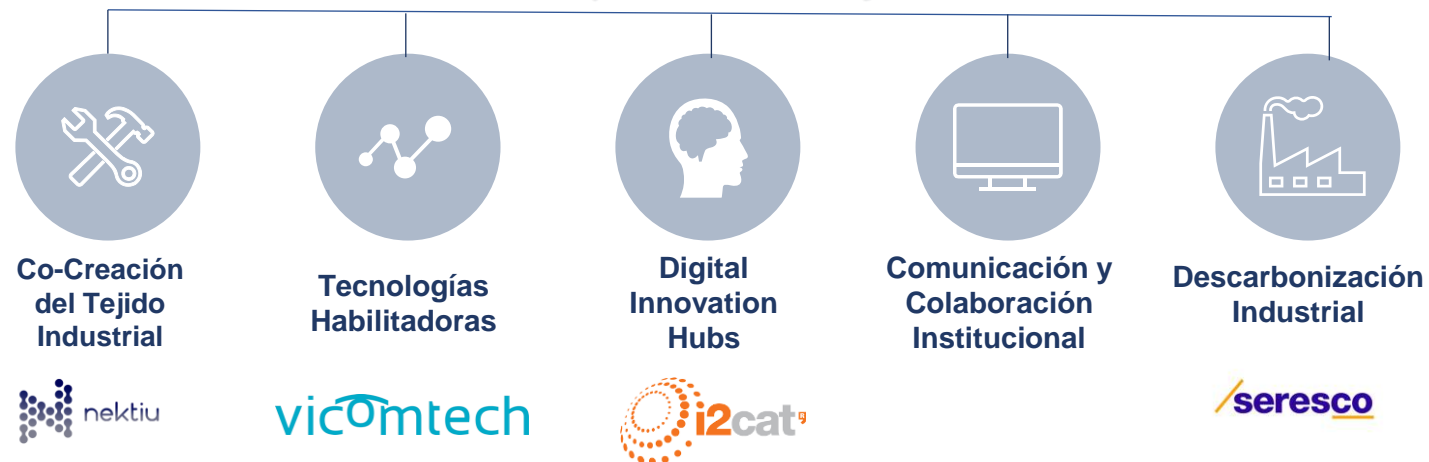 Co-Creación
del Tejido
Industrial
Tecnologías
Habilitadoras
Digital
Innovation
Hubs
Comunicación y
Colaboración
Institucional
Descarbonización
Industrial
nektiu
vicomtech
i2cat
seresco